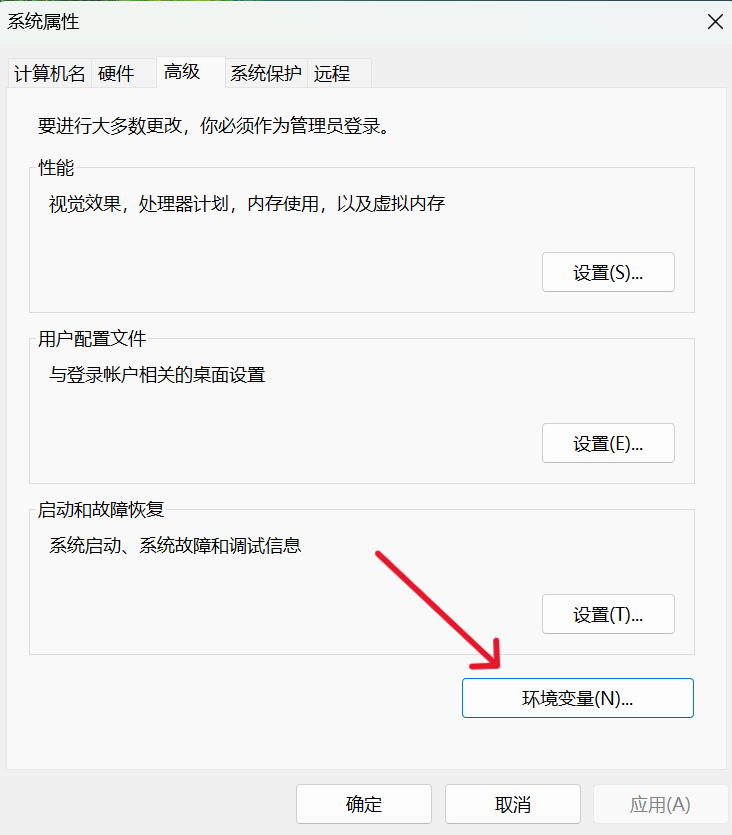 系统属性
计算机名 硬件 高级 系统保护 远程
要进行大多数更改，你必须作为管理员登录。
性能
视觉效果，处理器计划，内存使用，以及虚拟内存
设置(S)...
用户配置文件
与登录帐户相关的桌面设置
设置(E)...
启动和故障恢复
系统启动、系统故障和调试信息
设置(T)...
环境变量(N)...
确定 取消 应用(A)